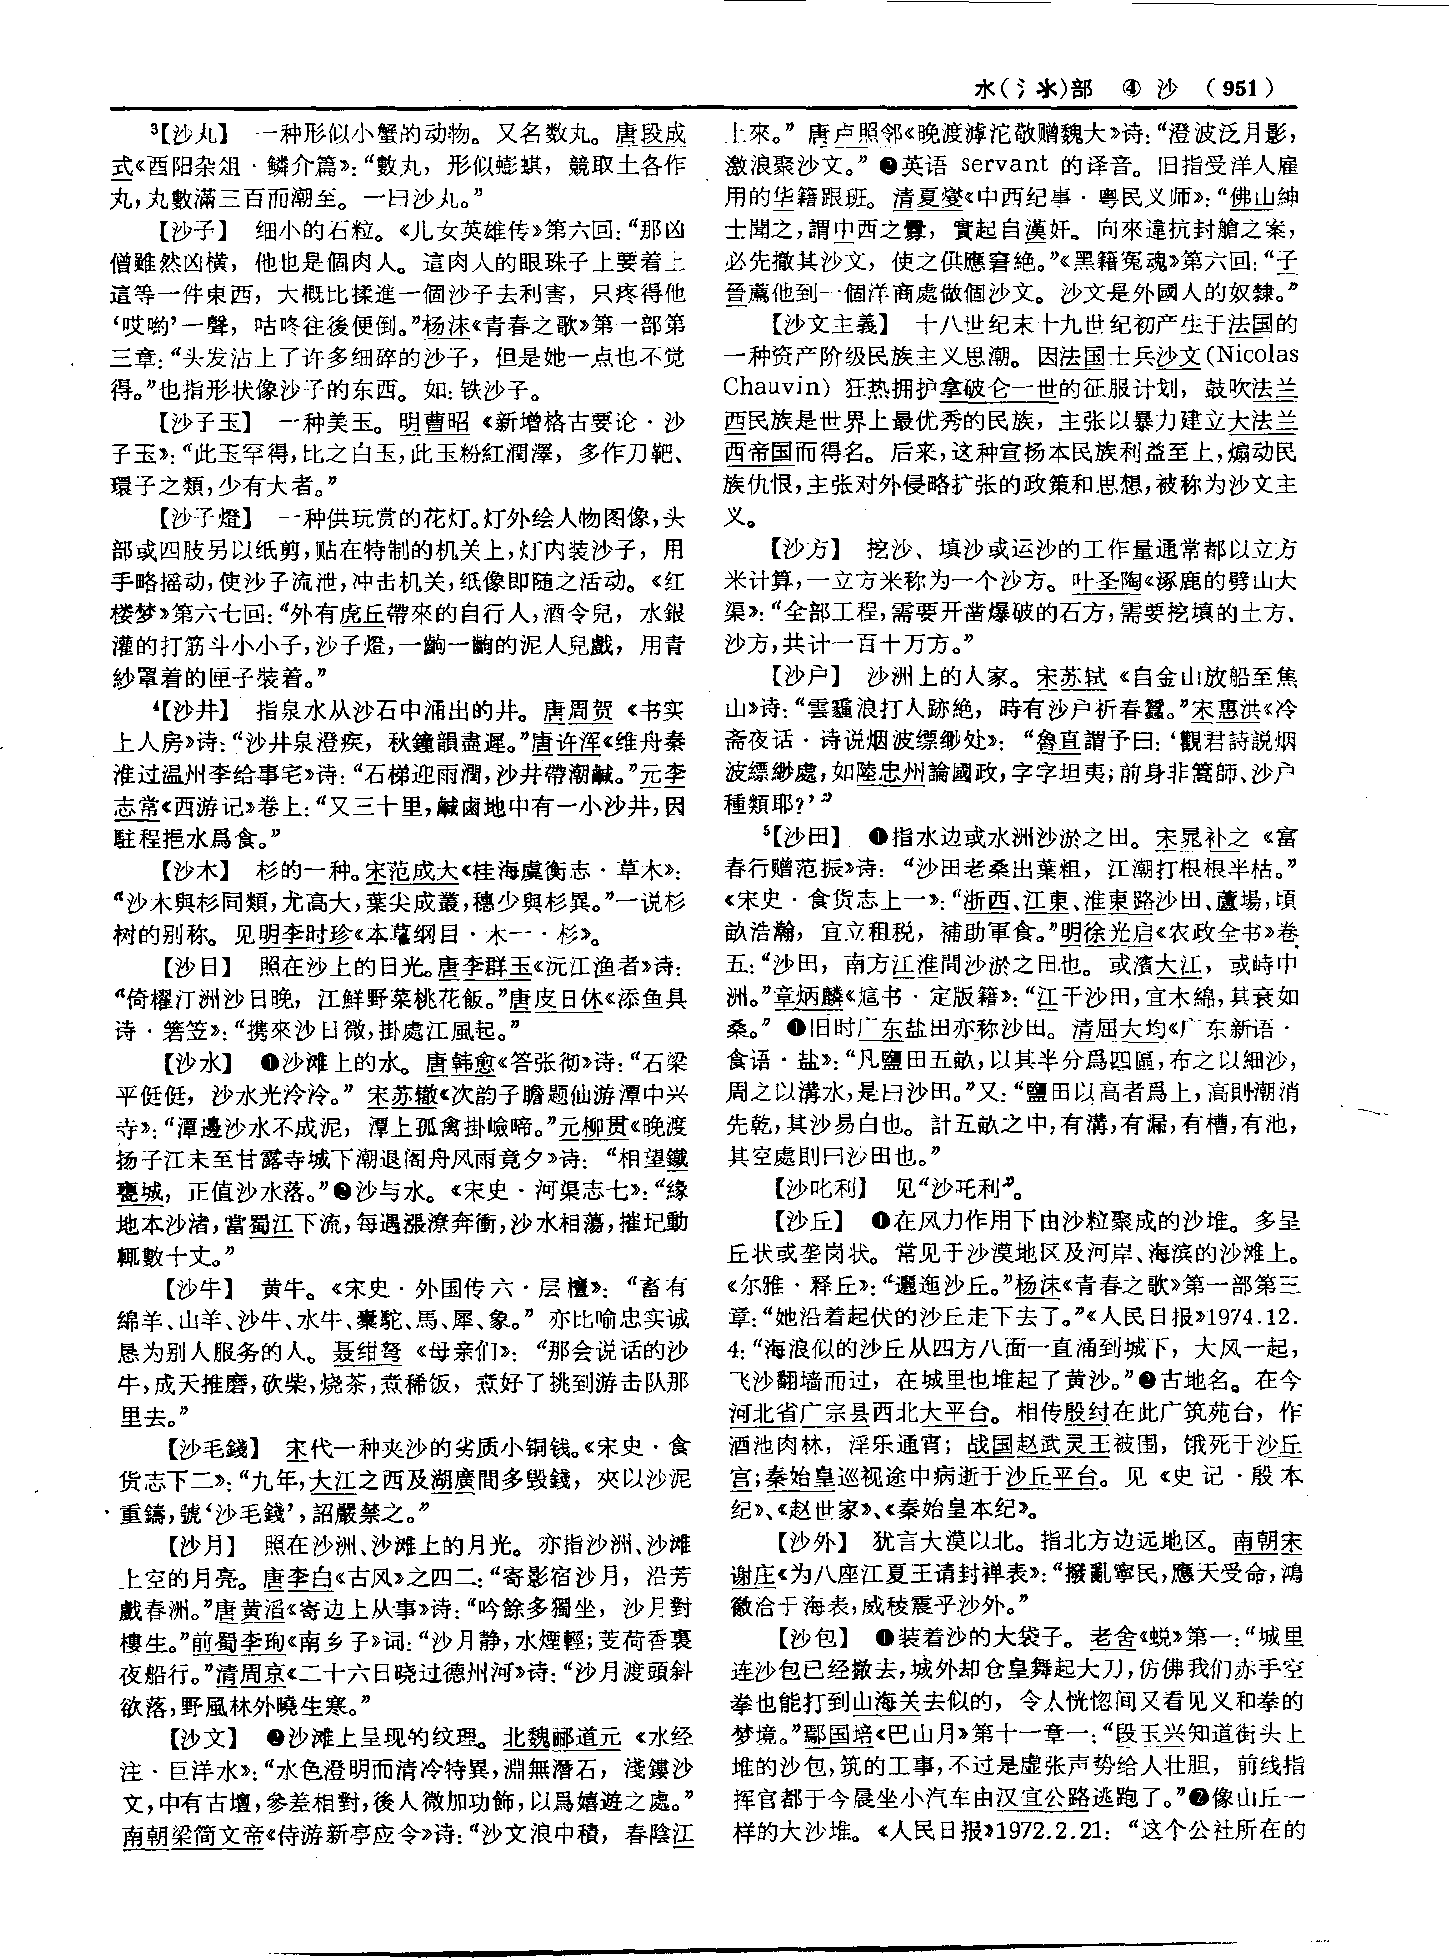 水(氵氺)部 ④ 沙 (951)
³【沙丸】 一种形似小蟹的动物。又名数丸。唐段成
式《酉阳杂俎·鳞介篇》：“數丸，形似蟛蜞，競取土各作
丸，丸數滿三百而潮至。一曰沙丸。”
【沙子】 细小的石粒。《儿女英雄传》第六回：“那凶
僧雖然凶横，他也是個肉人。這肉人的眼珠子上要着上
這等一件東西，大概比揉進一個沙子去利害，只疼得他
‘哎喲’一聲，咕咚往後便倒。”杨沫《青春之歌》第一部第
三章：“头发沾上了许多细碎的沙子，但是她一点也不觉
得。”也指形状像沙子的东西。如：铁沙子。
【沙子玉】 一种美玉。明曹昭《新增格古要论·沙
子玉》：“此玉罕得，比之白玉，此玉粉紅潤澤，多作刀靶、
環子之類，少有大者。”
【沙子燈】 一种供玩赏的花灯。灯外绘人物图像，头
部或四肢另以纸剪，贴在特制的机关上，灯内装沙子，用
手略摇动，使沙子流泄，冲击机关，纸像即随之活动。《红
楼梦》第六七回：“外有虎丘帶來的自行人，酒令兒，水銀
灌的打筋斗小小子，沙子燈，一齣一齣的泥人兒戲，用青
紗罩着的匣子裝着。”
⁴【沙井】 指泉水从沙石中涌出的井。唐周贺《书实
上人房》诗：“沙井泉澄疾，秋鐘韻盡遲。”唐许浑《维舟秦
淮过温州李给事宅》诗：“石梯迎雨潤，沙井帶潮鹹。”元李
志常《西游记》卷上：“又三十里，鹹鹵地中有一小沙井，因
駐程挹水爲食。”
【沙木】 杉的一种。宋范成大《桂海虞衡志·草木》：
“沙木與杉同類，尤高大，葉尖成叢，穗少與杉異。”一说杉
树的别称。见明李时珍《本草纲目·木一·杉》。
【沙日】 照在沙上的日光。唐李群玉《沅江渔者》诗：
“倚櫂汀洲沙日晚，江鮮野菜桃花飯。”唐皮日休《添鱼具
诗·箬笠》：“携來沙日微，掛處江風起。”
【沙水】 ❶沙滩上的水。唐韩愈《答张彻》诗：“石梁
平侹侹，沙水光泠泠。”宋苏辙《次韵子瞻题仙游潭中兴
寺》：“潭邊沙水不成泥，潭上孤禽掛嶮啼。”元柳贯《晚渡
扬子江未至甘露寺城下潮退阁舟风雨竟夕》诗：“相望鐵
甕城，正值沙水落。”❷沙与水。《宋史·河渠志七》：“緣
地本沙渚，當蜀江下流，每遇漲潦奔衝，沙水相蕩，摧圮動
輒數十丈。”
【沙牛】 黄牛。《宋史·外国传六·层檀》：“畜有
绵羊、山羊、沙牛、水牛、橐駝、馬、犀、象。”亦比喻忠实诚
恳为别人服务的人。聂绀弩《母亲们》：“那会说话的沙
牛，成天推磨，砍柴，烧茶，煮稀饭，煮好了挑到游击队那
里去。”
【沙毛錢】 宋代一种夹沙的劣质小铜钱。《宋史·食
货志下二》：“九年，大江之西及湖廣間多毁錢，夾以沙泥
重鑄，號‘沙毛錢’，詔嚴禁之。”
【沙月】 照在沙洲、沙滩上的月光。亦指沙洲、沙滩
上空的月亮。唐李白《古风》之四二：“寄影宿沙月，沿芳
戲春洲。”唐黄滔《寄边上从事》诗：“吟餘多獨坐，沙月對
樓生。”前蜀李珣《南乡子》词：“沙月静，水煙輕；芰荷香裏
夜船行。”清周京《二十六日晓过德州河》诗：“沙月渡頭斜
欲落，野風林外曉生寒。”
【沙文】 ❷沙滩上呈现的纹理。北魏郦道元《水经
注·巨洋水》：“水色澄明而清冷特異，淵無潛石，淺鏤沙
文，中有古壇，參差相對，後人微加功飾，以爲嬉遊之處。”
南朝梁简文帝《侍游新亭应令》诗：“沙文浪中積，春陰江
上來。”唐卢照邻《晚渡滹沱敬赠魏大》诗：“澄波泛月影，
激浪聚沙文。”❷英语 servant 的译音。旧指受洋人雇
用的华籍跟班。清夏燮《中西纪事·粤民义师》：“佛山紳
士聞之，謂中西之釁，實起自漢奸。向來違抗封艙之案，
必先撤其沙文，使之供應窘絶。”《黑籍冤魂》第六回：“子
晉薦他到一個洋商處做個沙文。沙文是外國人的奴隸。”
【沙文主義】 十八世纪末十九世纪初产生于法国的
一种资产阶级民族主义思潮。因法国士兵沙文(Nicolas
Chauvin) 狂热拥护拿破仑一世的征服计划，鼓吹法兰
西民族是世界上最优秀的民族，主张以暴力建立大法兰
西帝国而得名。后来，这种宣扬本民族利益至上，煽动民
族仇恨，主张对外侵略扩张的政策和思想，被称为沙文主
义。
【沙方】 挖沙、填沙或运沙的工作量通常都以立方
米计算，一立方米称为一个沙方。叶圣陶《涿鹿的劈山大
渠》：“全部工程，需要开凿爆破的石方，需要挖填的土方、
沙方，共计一百十万方。”
【沙户】 沙洲上的人家。宋苏轼《自金山放船至焦
山》诗：“雲霾浪打人跡絶，時有沙户祈春蠶。”宋惠洪《冷
斋夜话·诗说烟波缥缈处》：“魯直謂予曰：‘觀君詩説烟
波縹緲處，如陸忠州論國政，字字坦夷；前身非篙師、沙户
種類耶？’”
⁵【沙田】 ❶指水边或水洲沙淤之田。宋晁补之《富
春行赠范振》诗：“沙田老桑出葉粗，江潮打根根半枯。”
《宋史·食货志上一》：“浙西、江東、淮東路沙田、蘆場，頃
畝浩瀚，宜立租税，補助軍食。”明徐光启《农政全书》卷
五：“沙田，南方江淮間沙淤之田也。或濱大江，或峙中
洲。”章炳麟《訄书·定版籍》：“江干沙田，宜木綿，其衰如
桑。”❶旧时广东盐田亦称沙田。清屈大均《广东新语·
食语·盐》：“凡鹽田五畝，以其半分爲四區，布之以細沙，
周之以溝水，是曰沙田。”又：“鹽田以高者爲上，高則潮消
先乾，其沙易白也。計五畝之中，有溝，有漏，有槽，有池，
其空處則曰沙田也。”
【沙叱利】 见“沙吒利”。
【沙丘】 ❶在风力作用下由沙粒聚成的沙堆。多呈
丘状或垄岗状。常见于沙漠地区及河岸、海滨的沙滩上。
《尔雅·释丘》：“邐迤沙丘。”杨沫《青春之歌》第一部第三
章：“她沿着起伏的沙丘走下去了。”《人民日报》1974.12.
4：“海浪似的沙丘从四方八面一直涌到城下，大风一起，
飞沙翻墙而过，在城里也堆起了黄沙。”❷古地名。在今
河北省广宗县西北大平台。相传殷纣在此广筑苑台，作
酒池肉林，淫乐通宵；战国赵武灵王被围，饿死于沙丘
宫；秦始皇巡视途中病逝于沙丘平台。见《史记·殷本
纪》、《赵世家》、《秦始皇本纪》。
【沙外】 犹言大漠以北。指北方边远地区。南朝宋
谢庄《为八座江夏王请封禅表》：“撥亂寧民，應天受命，鴻
徽洽于海表，威稜震乎沙外。”
【沙包】 ❶装着沙的大袋子。老舍《蜕》第一：“城里
连沙包已经撤去，城外却仓皇舞起大刀，仿佛我们赤手空
拳也能打到山海关去似的，令人恍惚间又看见义和拳的
梦境。”鄢国培《巴山月》第十一章一：“段玉兴知道街头上
堆的沙包，筑的工事，不过是虚张声势给人壮胆，前线指
挥官都于今晨坐小汽车由汉宜公路逃跑了。”❷像山丘一
样的大沙堆。《人民日报》1972.2.21：“这个公社所在的